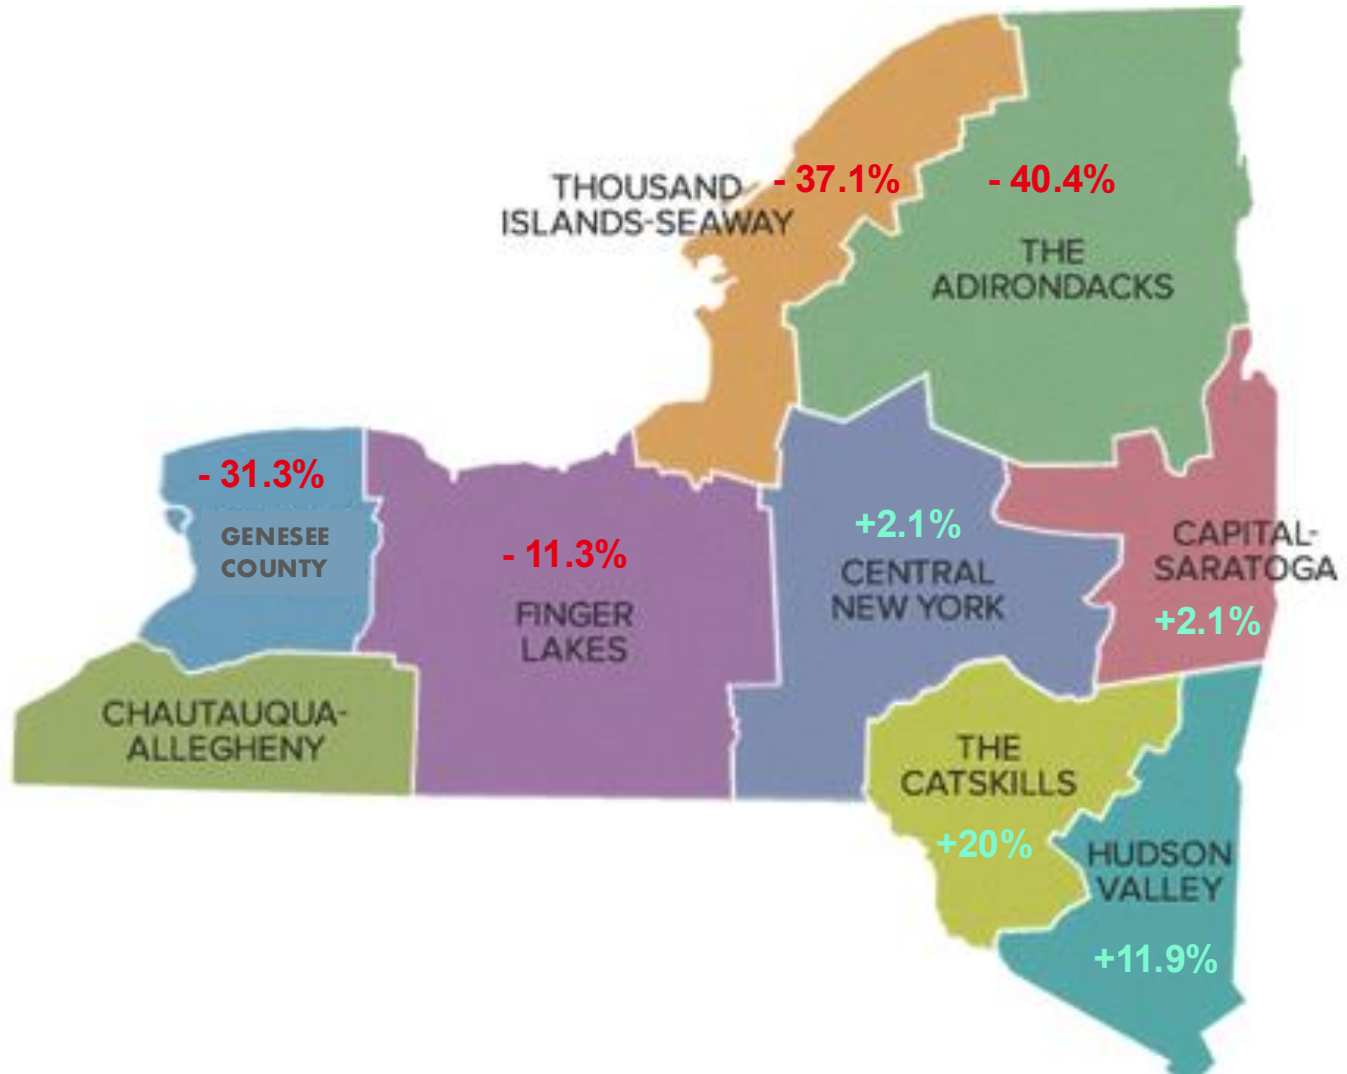 THOUSAND
ISLANDS-SEAWAY
- 37.1%
- 40.4%
THE
ADIRONDACKS
- 31.3%
GENESEE
COUNTY
- 11.3%
FINGER
LAKES
+2.1%
CENTRAL
NEW YORK
CAPITAL-
SARATOGA
+2.1%
CHAUTAUQUA-
ALLEGHENY
THE
CATSKILLS
+20%
HUDSON
VALLEY
+11.9%